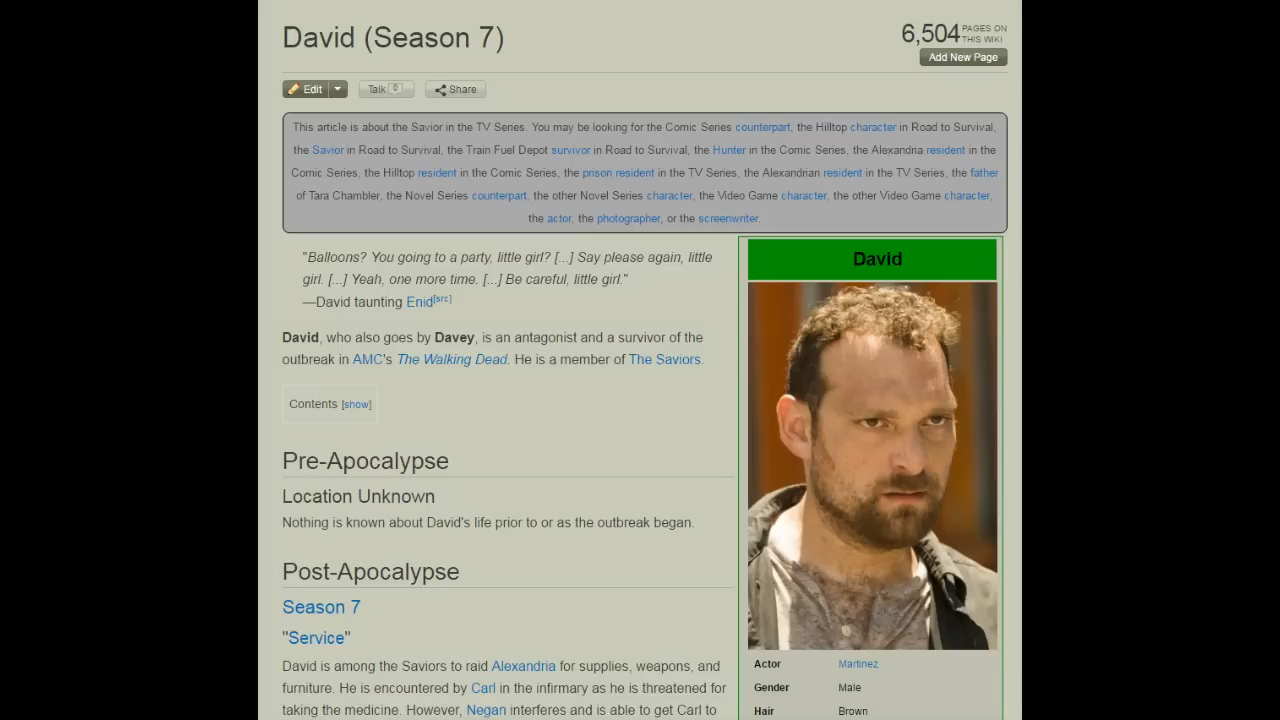 David (Season 7)
6,504 PAGES ON
THIS WIKI
Add New Page
Edit
Talk 0
Share
This article is about the Savior in the TV Series. You may be looking for the Comic Series counterpart, the Hilltop character in Road to Survival,
the Savior in Road to Survival, the Train Fuel Depot survivor in Road to Survival, the Hunter in the Comic Series, the Alexandria resident in the
Comic Series, the Hilltop resident in the Comic Series, the prison resident in the TV Series, the Alexandrian resident in the TV Series, the father
of Tara Chambler, the Novel Series counterpart, the other Novel Series character, the Video Game character, the other Video Game character,
the actor, the photographer, or the screenwriter.
"Balloons? You going to a party, little girl? [...] Say please again, little
girl. [...] Yeah, one more time. [...] Be careful, little girl."
—David taunting Enid[src]
David, who also goes by Davey, is an antagonist and a survivor of the
outbreak in AMC's The Walking Dead. He is a member of The Saviors.
Contents [show]
Pre-Apocalypse
Location Unknown
Nothing is known about David's life prior to or as the outbreak began.
Post-Apocalypse
Season 7
"Service"
David is among the Saviors to raid Alexandria for supplies, weapons, and
furniture. He is encountered by Carl in the infirmary as he is threatened for
taking the medicine. However, Negan interferes and is able to get Carl to
David
Actor Martinez
Gender Male
Hair Brown